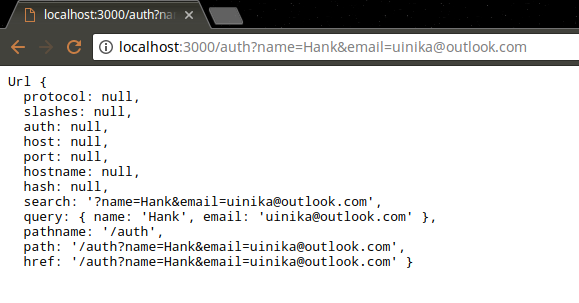 localhost:3000/auth?na
localhost:3000/auth?name=Hank&email=uinika@outlook.com
Url {
  protocol: null,
  slashes: null,
  auth: null,
  host: null,
  port: null,
  hostname: null,
  hash: null,
  search: '?name=Hank&email=uinika@outlook.com',
  query: { name: 'Hank', email: 'uinika@outlook.com' },
  pathname: '/auth',
  path: '/auth?name=Hank&email=uinika@outlook.com',
  href: '/auth?name=Hank&email=uinika@outlook.com' }